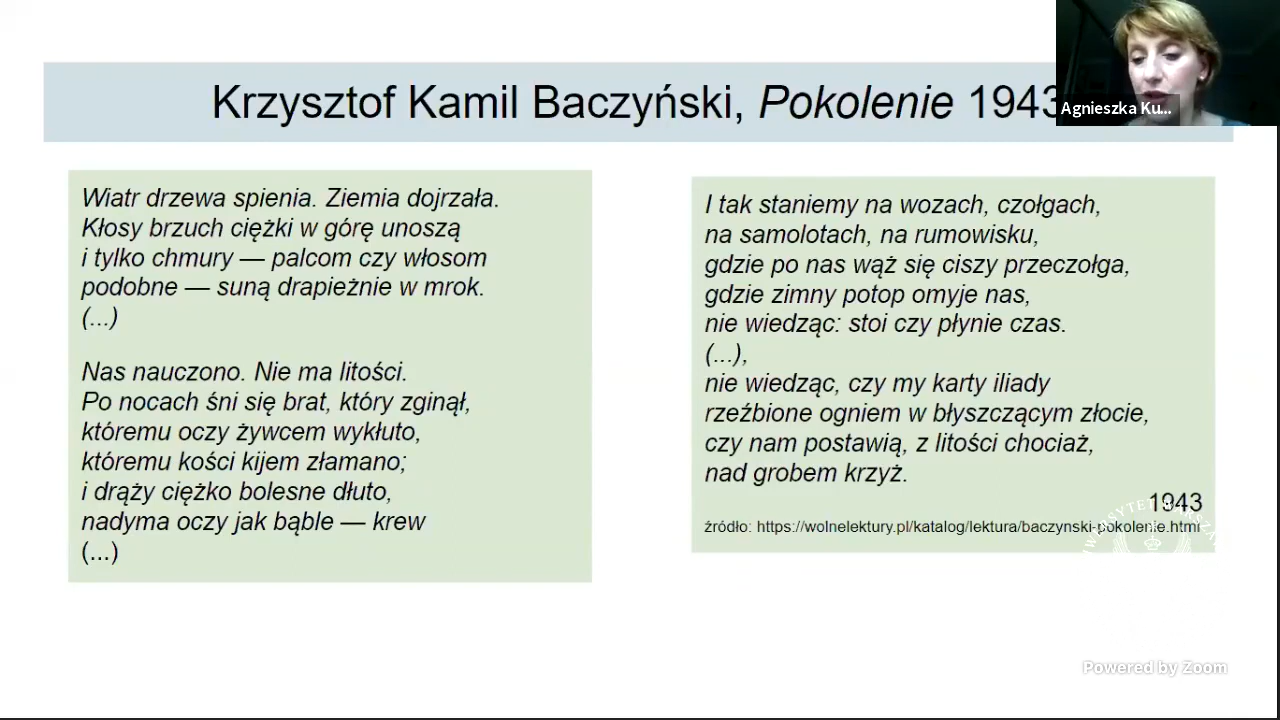 Krzysztof Kamil Baczyński, Pokolenie 1943
Agnieszka Ku...
Wiatr drzewa spienia. Ziemia dojrzała.
Kłosy brzuch ciężki w górę unoszą
i tylko chmury — palcom czy włosom
podobne — suną drapieżnie w mrok.
(...)
Nas nauczono. Nie ma litości.
Po nocach śni się brat, który zginął,
któremu oczy żywcem wykłuto,
któremu kości kijem złamano;
i drąży ciężko bolesne dłuto,
nadyma oczy jak bąble — krew
(...)
I tak staniemy na wozach, czołgach,
na samolotach, na rumowisku,
gdzie po nas wąż się ciszy przeczołga,
gdzie zimny potop omyje nas,
nie wiedząc: stoi czy płynie czas.
(...),
nie wiedząc, czy my karty iliady
rzeźbione ogniem w błyszczącym złocie,
czy nam postawią, z litości chociaż,
nad grobem krzyż.
1943
źródło: https://wolnelektury.pl/katalog/lektura/baczynski-pokolenie.html
Powered by Zoom